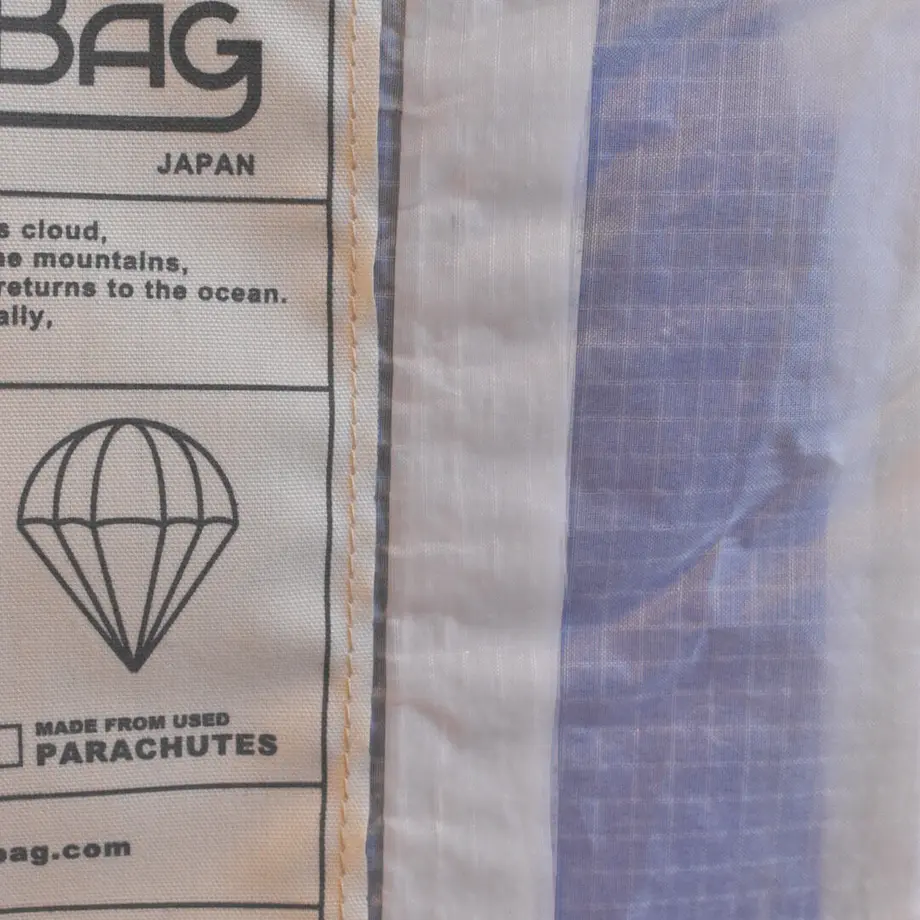 BAG
JAPAN
s cloud,
e mountains,
returns to the ocean.
ally,
MADE FROM USED
PARACHUTES
bag.com